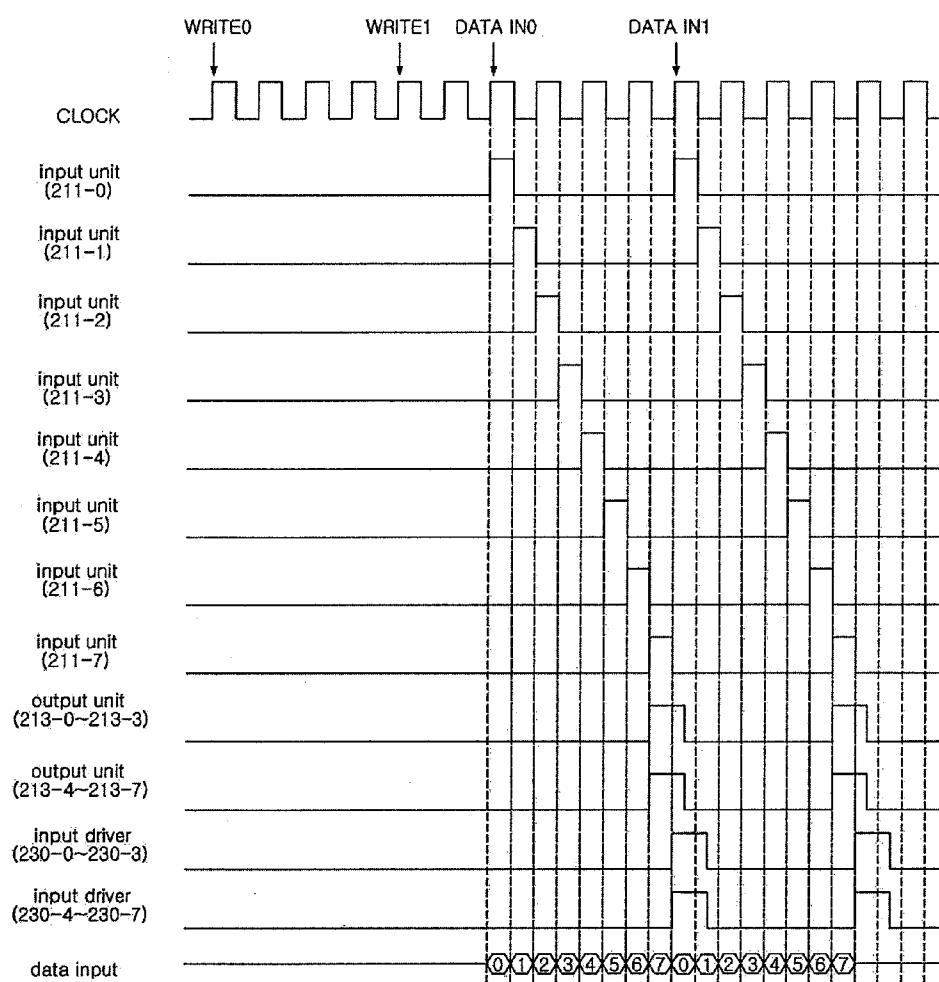 WRITE0 WRITE1 DATA IN0 DATA IN1
CLOCK
input unit
(211-0)
input unit
(211-1)
input unit
(211-2)
input unit
(211-3)
input unit
(211-4)
input unit
(211-5)
input unit
(211-6)
input unit
(211-7)
output unit
(213-0~213-3)
output unit
(213-4~213-7)
input driver
(230-0~230-3)
input driver
(230-4~230-7)
data input 0 1 2 3 4 5 6 7 0 1 2 3 4 5 6 7